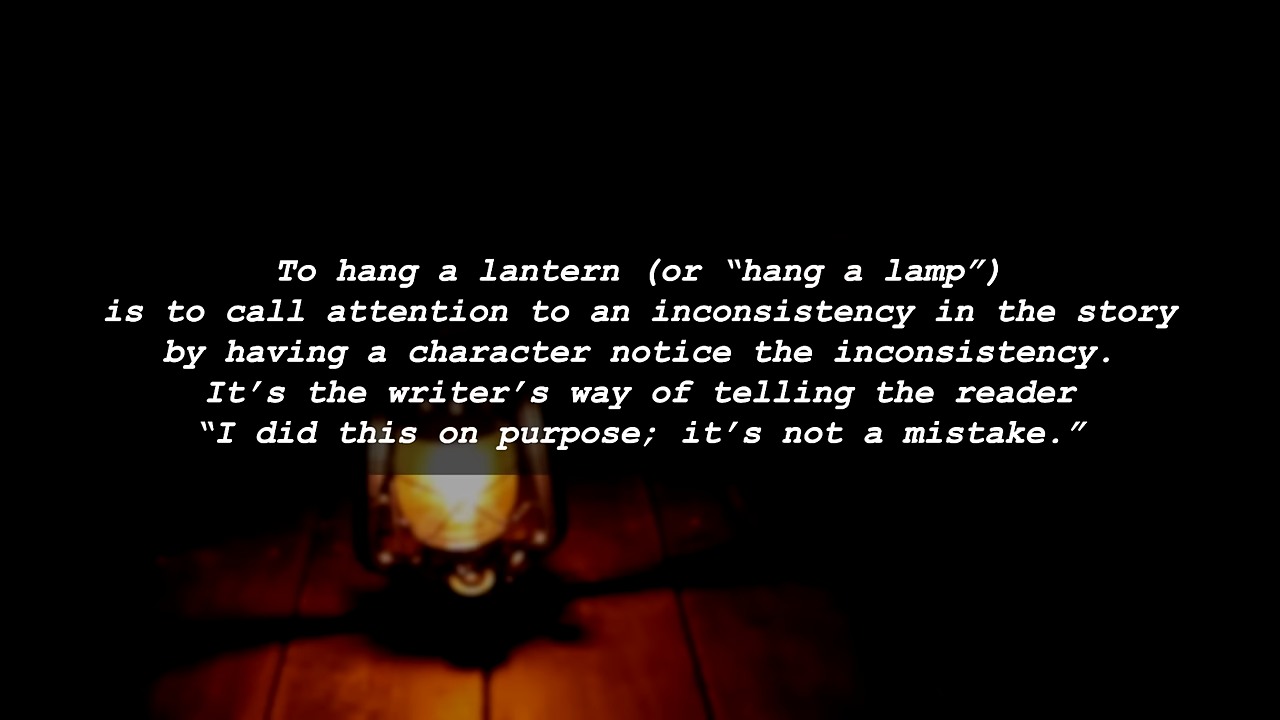 To hang a lantern (or “hang a lamp”)
is to call attention to an inconsistency in the story
by having a character notice the inconsistency.
It’s the writer’s way of telling the reader
“I did this on purpose; it’s not a mistake.”